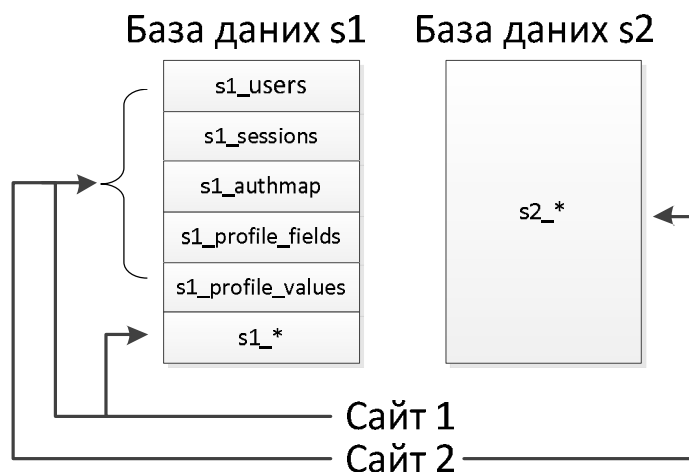 База даних s1
База даних s2
s1_users
s1_sessions
s1_authmap
s1_profile_fields
s1_profile_values
s1_*
s2_*
Сайт 1
Сайт 2